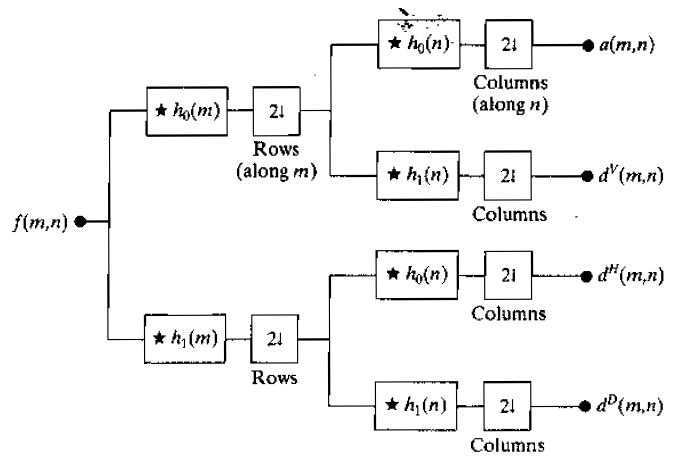 ★ h₀(n)
2↓
a(m,n)
Columns
(along n)
★ h₀(m)
2↓
Rows
(along m)
★ h₁(n)
2↓
dⱽ(m,n)
Columns
f(m,n)
★ h₀(n)
2↓
dᴴ(m,n)
Columns
★ h₁(m)
2↓
Rows
★ h₁(n)
2↓
dᴰ(m,n)
Columns